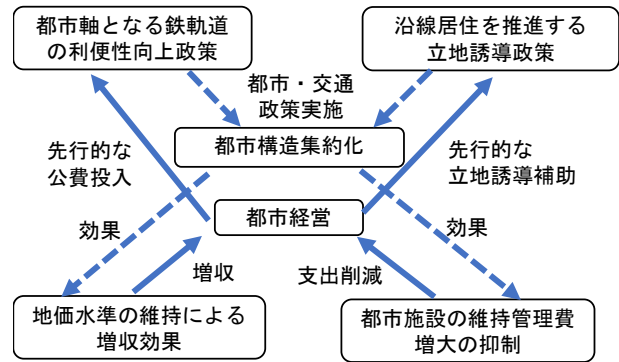 都市軸となる鉄軌道
の利便性向上政策
沿線居住を推進する
立地誘導政策
都市・交通
政策実施
都市構造集約化
先行的な
公費投入
先行的な
立地誘導補助
都市経営
効果
効果
増収
支出削減
地価水準の維持による
増収効果
都市施設の維持管理費
増大の抑制